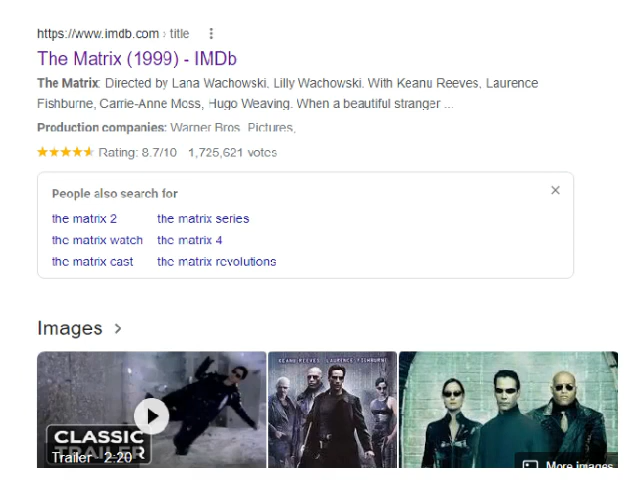 https://www.imdb.com › title
The Matrix (1999) - IMDb
The Matrix: Directed by Lana Wachowski, Lilly Wachowski. With Keanu Reeves, Laurence
Fishburne, Carrie-Anne Moss, Hugo Weaving. When a beautiful stranger ...
Production companies: Warner Bros. Pictures,
Rating: 8.7/10 1,725,621 votes
People also search for
the matrix 2 the matrix series
the matrix watch the matrix 4
the matrix cast the matrix revolutions
Images
KEANU REEVES LAURENCE FISHBURNE
CLASSIC
TRAILER
Trailer 2:20
More images